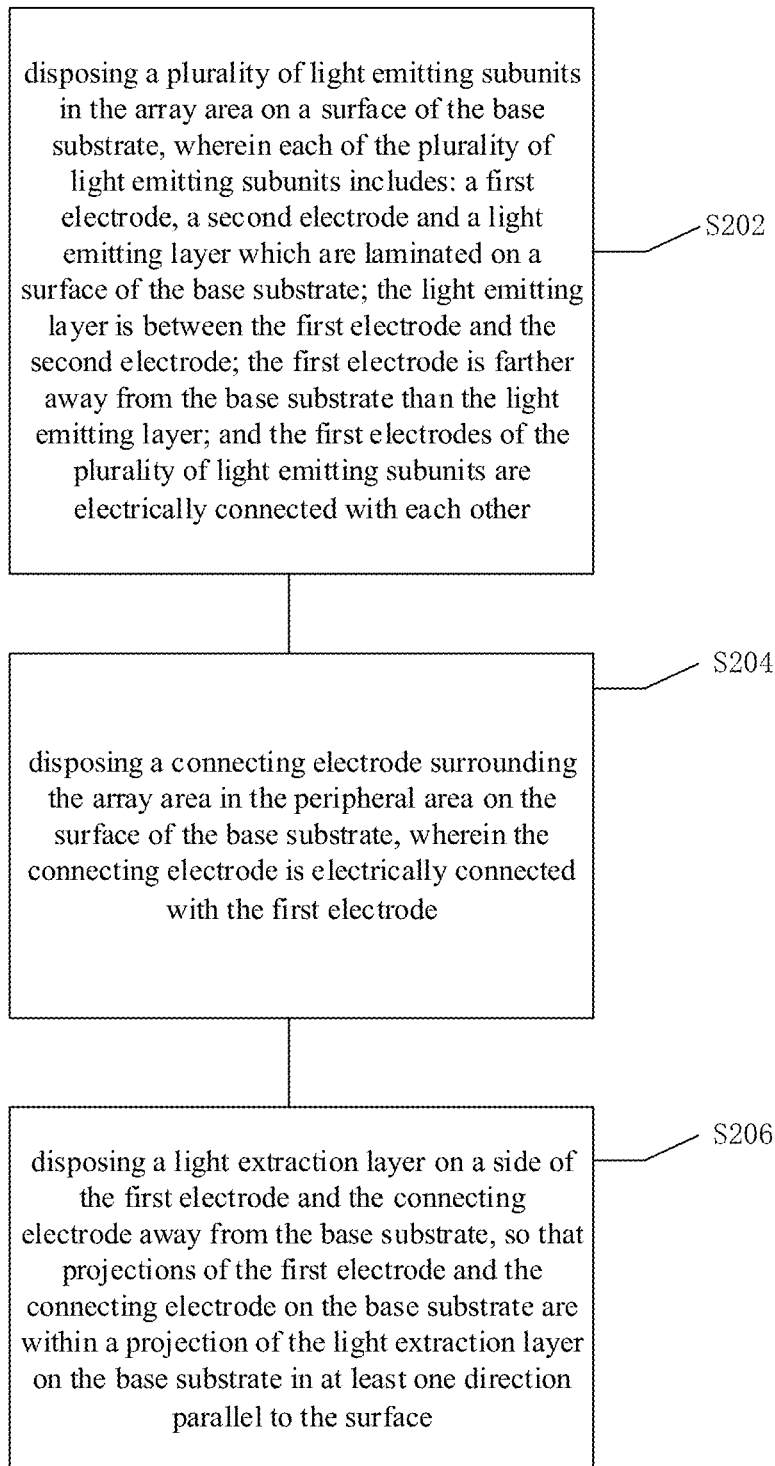 disposing a plurality of light emitting subunits
in the array area on a surface of the base
substrate, wherein each of the plurality of
light emitting subunits includes: a first
electrode, a second electrode and a light
emitting layer which are laminated on a
surface of the base substrate; the light emitting
layer is between the first electrode and the
second electrode; the first electrode is farther
away from the base substrate than the light
emitting layer; and the first electrodes of the
plurality of light emitting subunits are
electrically connected with each other
S202
S204
disposing a connecting electrode surrounding
the array area in the peripheral area on the
surface of the base substrate, wherein the
connecting electrode is electrically connected
with the first electrode
S206
disposing a light extraction layer on a side of
the first electrode and the connecting
electrode away from the base substrate, so that
projections of the first electrode and the
connecting electrode on the base substrate are
within a projection of the light extraction layer
on the base substrate in at least one direction
parallel to the surface